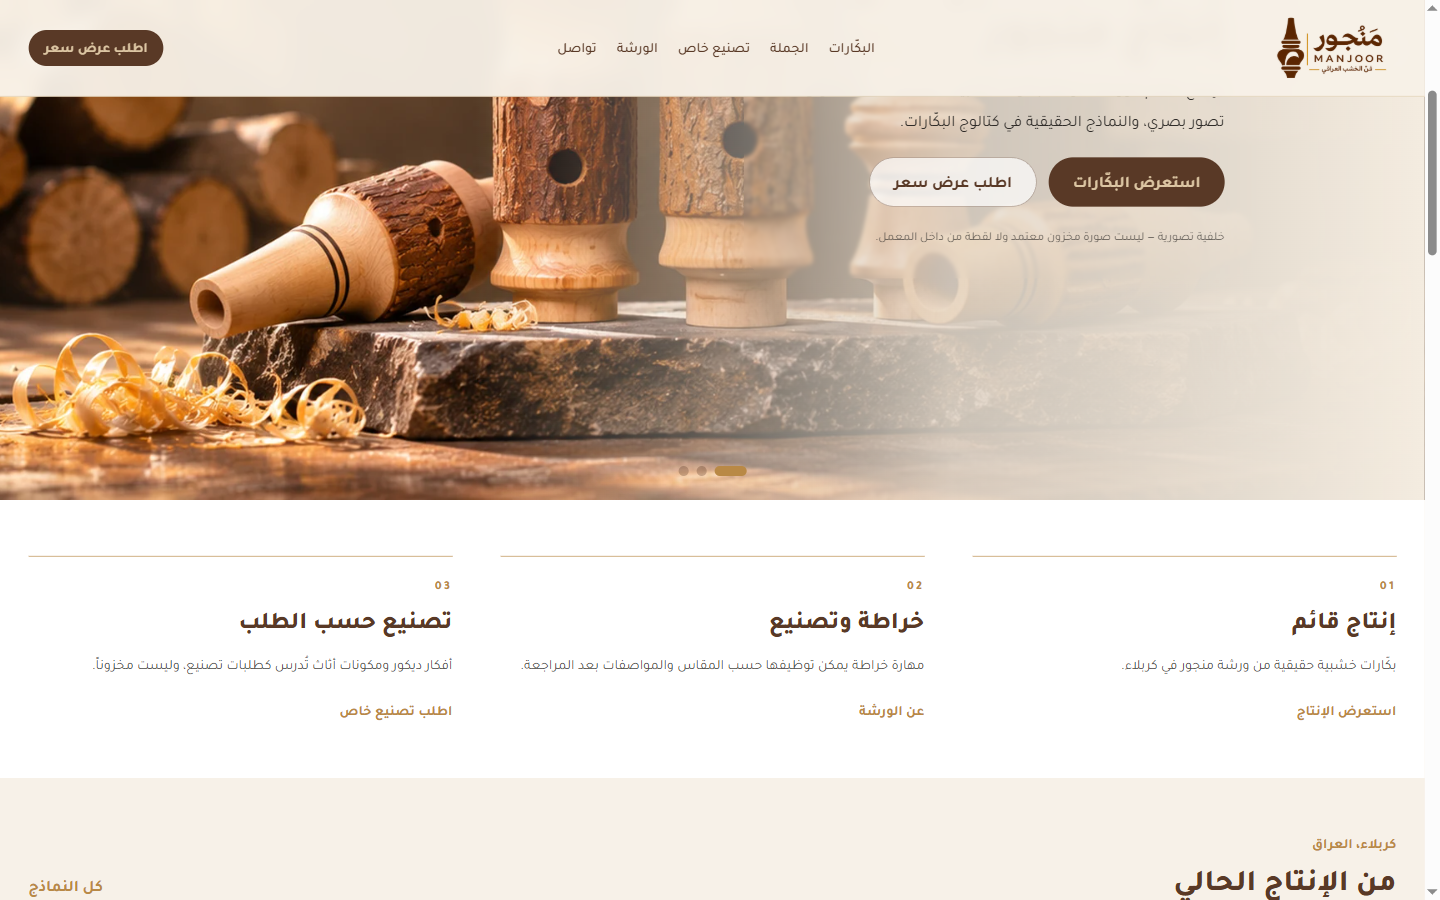 مَنْجور
MANJOOR
فنّ الخشب العراقي
البكّارات
الجملة
تصنيع خاص
الورشة
تواصل
اطلب عرض سعر
تصور بصري، والنماذج الحقيقية في كتالوج البكّارات.
استعرض البكّارات
اطلب عرض سعر
خلفية تصورية – ليست صورة مخزون معتمد ولا لقطة من داخل المعمل.
01
إنتاج قائم
بكّارات خشبية حقيقية من ورشة منجور في كربلاء.
استعرض الإنتاج
02
خراطة وتصنيع
مهارة خراطة يمكن توظيفها حسب المقاس والمواصفات بعد المراجعة.
عن الورشة
03
تصنيع حسب الطلب
أفكار ديكور ومكونات أثاث تُدرس كطلبات تصنيع، وليست مخزوناً.
اطلب تصنيع خاص
كربلاء، العراق
من الإنتاج الحالي
كل النماذج